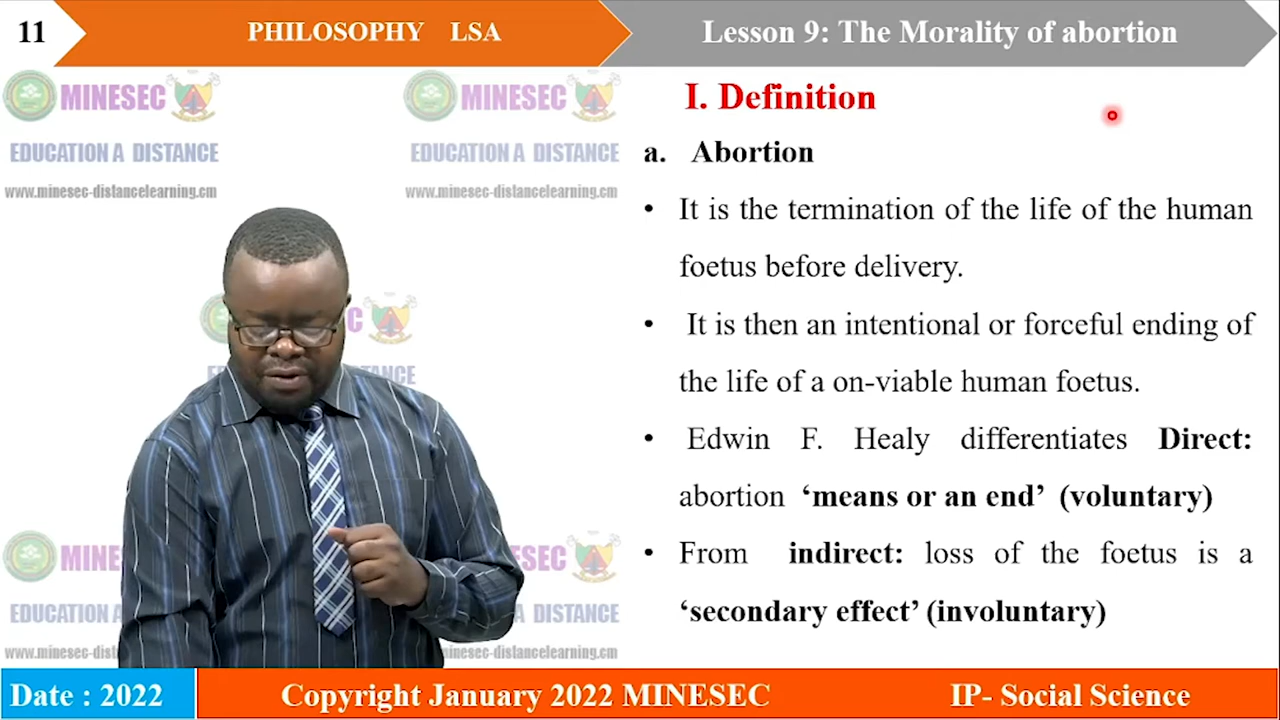 11
PHILOSOPHY LSA
Lesson 9: The Morality of abortion
MINESEC
MINESEC
EDUCATION A DISTANCE
EDUCATION A DISTANCE
www.minesec-distancelearning.cm
www.minesec-distancelearning.cm
I. Definition
a. Abortion
• It is the termination of the life of the human
foetus before delivery.
• It is then an intentional or forceful ending of
the life of a on-viable human foetus.
• Edwin F. Healy differentiates Direct:
abortion ‘means or an end’ (voluntary)
• From indirect: loss of the foetus is a
‘secondary effect’ (involuntary)
MINESEC
EDUCATION A DISTANCE
www.minesec-distancelearning.cm
Date : 2022
Copyright January 2022 MINESEC
IP- Social Science